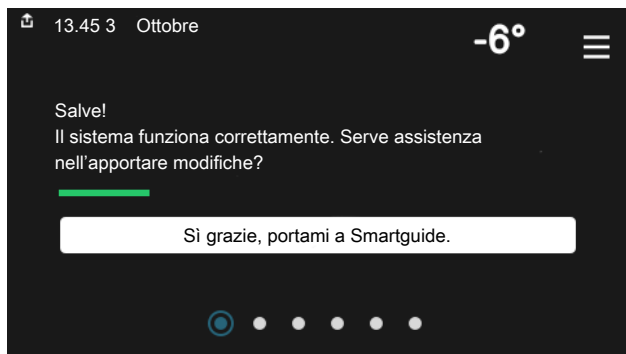 13.45 3 Ottobre
-6°
Salve!
Il sistema funziona correttamente. Serve assistenza
nell'apportare modifiche?
Sì grazie, portami a Smartguide.